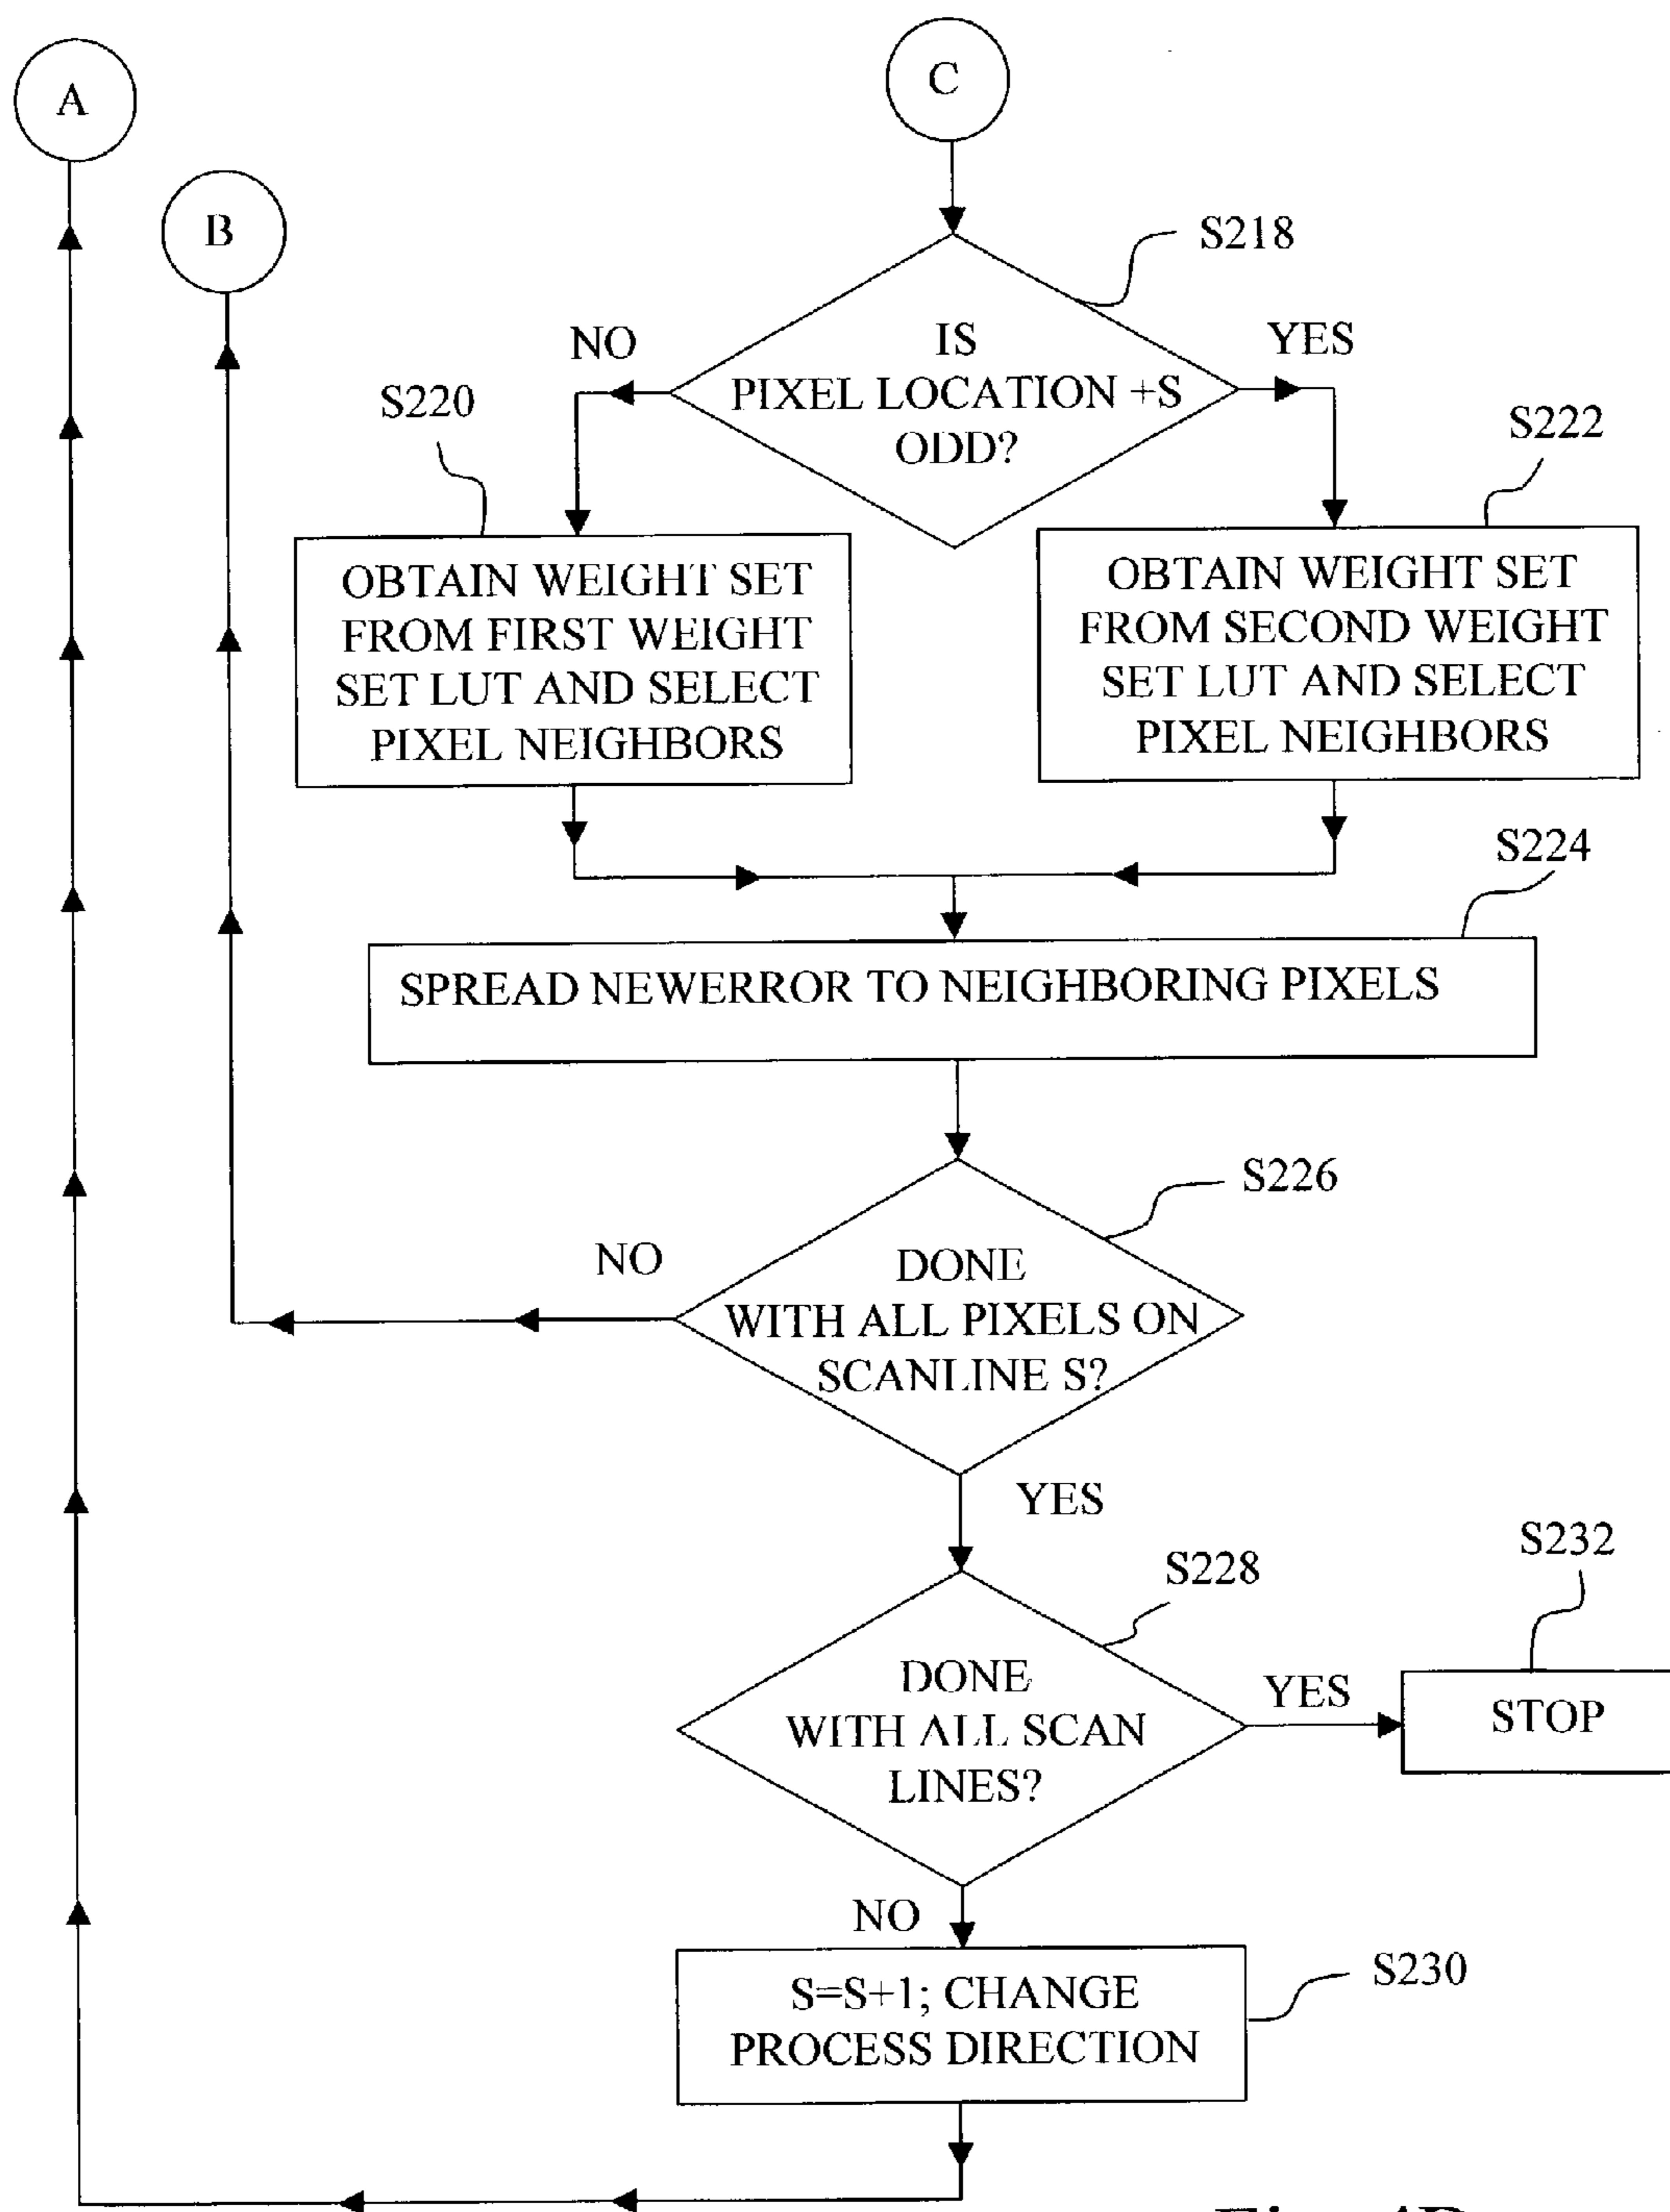 A
C
B
S218
NO
IS
PIXEL LOCATION +S
ODD?
YES
S220
S222
OBTAIN WEIGHT SET
FROM FIRST WEIGHT
SET LUT AND SELECT
PIXEL NEIGHBORS
OBTAIN WEIGHT SET
FROM SECOND WEIGHT
SET LUT AND SELECT
PIXEL NEIGHBORS
S224
SPREAD NEWERROR TO NEIGHBORING PIXELS
S226
NO
DONE
WITH ALL PIXELS ON
SCANLINE S?
YES
S228
S232
DONE
WITH ALL SCAN
LINES?
YES
STOP
NO
S=S+1; CHANGE
PROCESS DIRECTION
S230